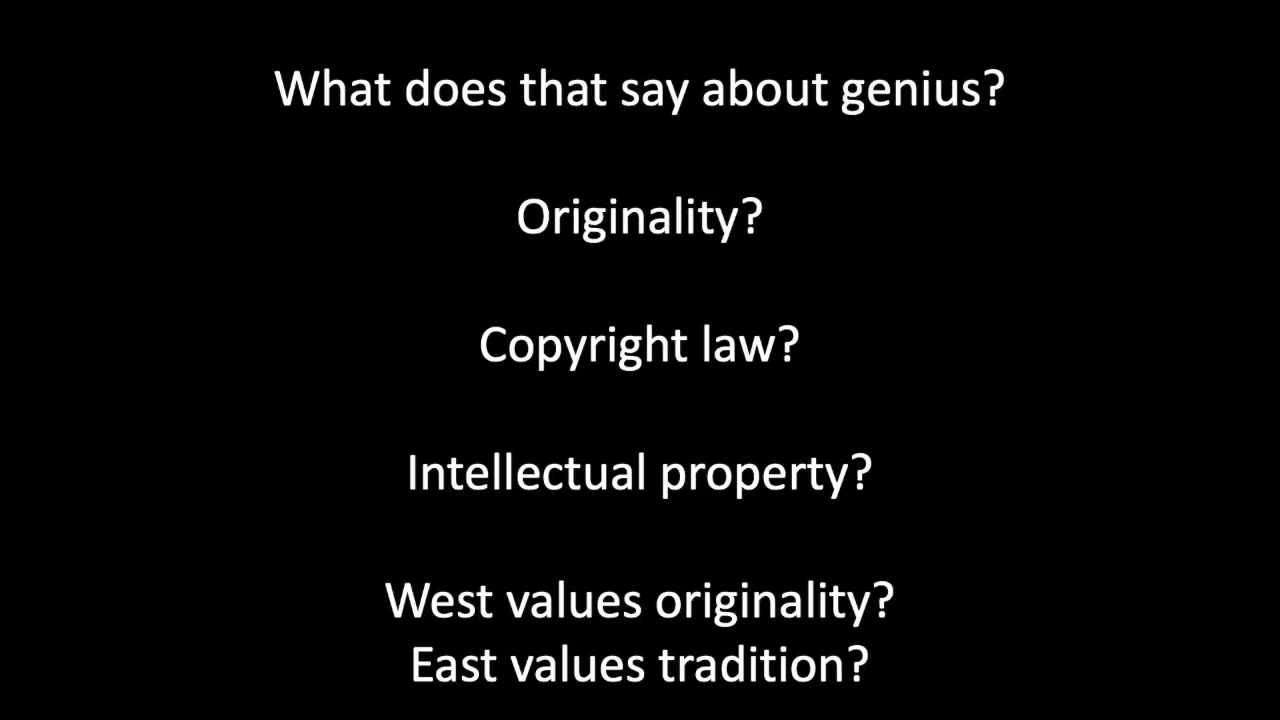 What does that say about genius?
Originality?
Copyright law?
Intellectual property?
West values originality?
East values tradition?